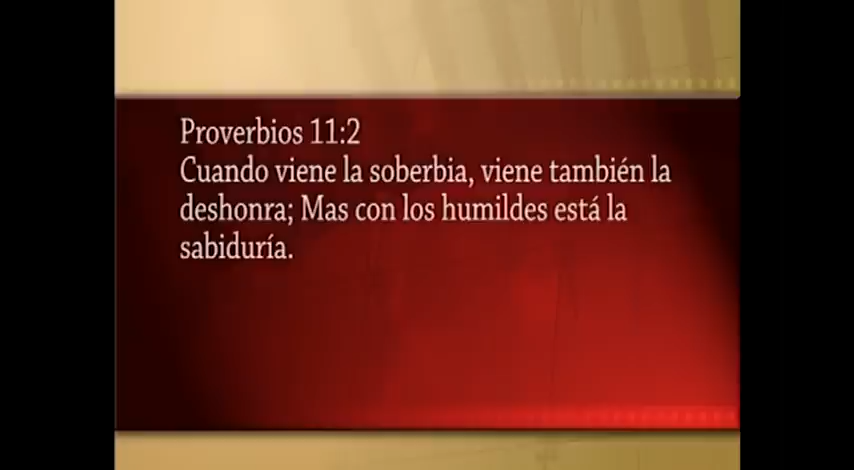 Proverbios 11:2
Cuando viene la soberbia, viene también la
deshonra; Mas con los humildes está la
sabiduría.